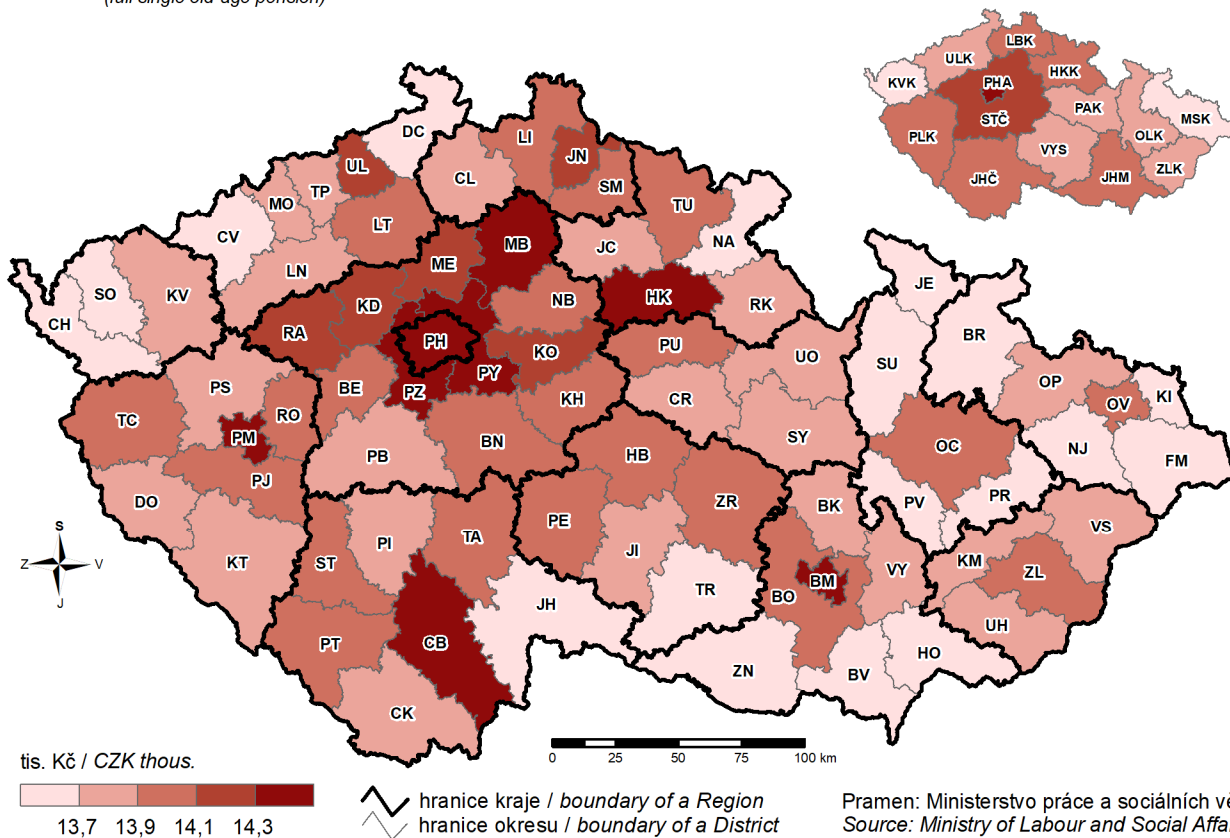 (full single old-age pension)
LBK
ULK
KVK
PHA
HKK
STČ
PAK
MSK
PLK
OLK
VYS
ZLK
JHČ
JHM
DC
LI
UL
JN
CL
TP
SM
MO
TU
LT
CV
NA
MB
JC
ME
LN
JE
SO
KV
NB
HK
RK
KD
CH
RA
BR
PH
KO
PU
UO
SU
PY
PS
BE
PZ
OP
KI
KH
CR
OV
TC
RO
PM
SY
OC
BN
PB
HB
NJ
FM
PJ
DO
ZR
PV
PR
BK
PE
VS
TA
PI
JI
KT
ST
KM
VY
ZL
BM
TR
BO
JH
UH
CB
PT
HO
ZN
BV
CK
S
Z V
J
0 25 50 75 100 km
tis. Kč / CZK thous.
13,7 13,9 14,1 14,3
hranice kraje / boundary of a Region
hranice okresu / boundary of a District
Pramen: Ministerstvo práce a sociálních vě
Source: Ministry of Labour and Social Affa